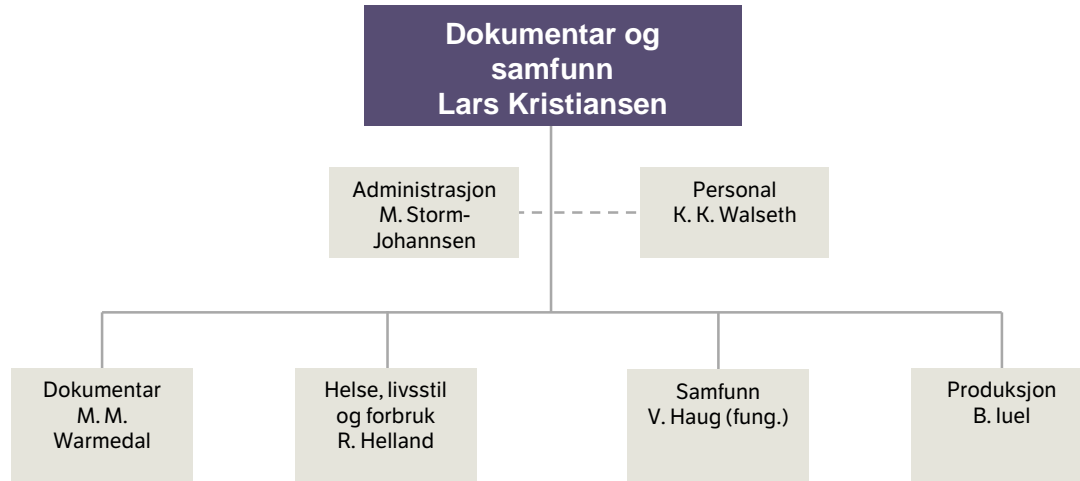 Dokumentar og
samfunn
Lars Kristiansen
Administrasjon
M. Storm-
Johannsen
Personal
K. K. Walseth
Dokumentar
M. M.
Warmedal
Helse, livsstil
og forbruk
R. Helland
Samfunn
V. Haug (fung.)
Produksjon
B. Iuel